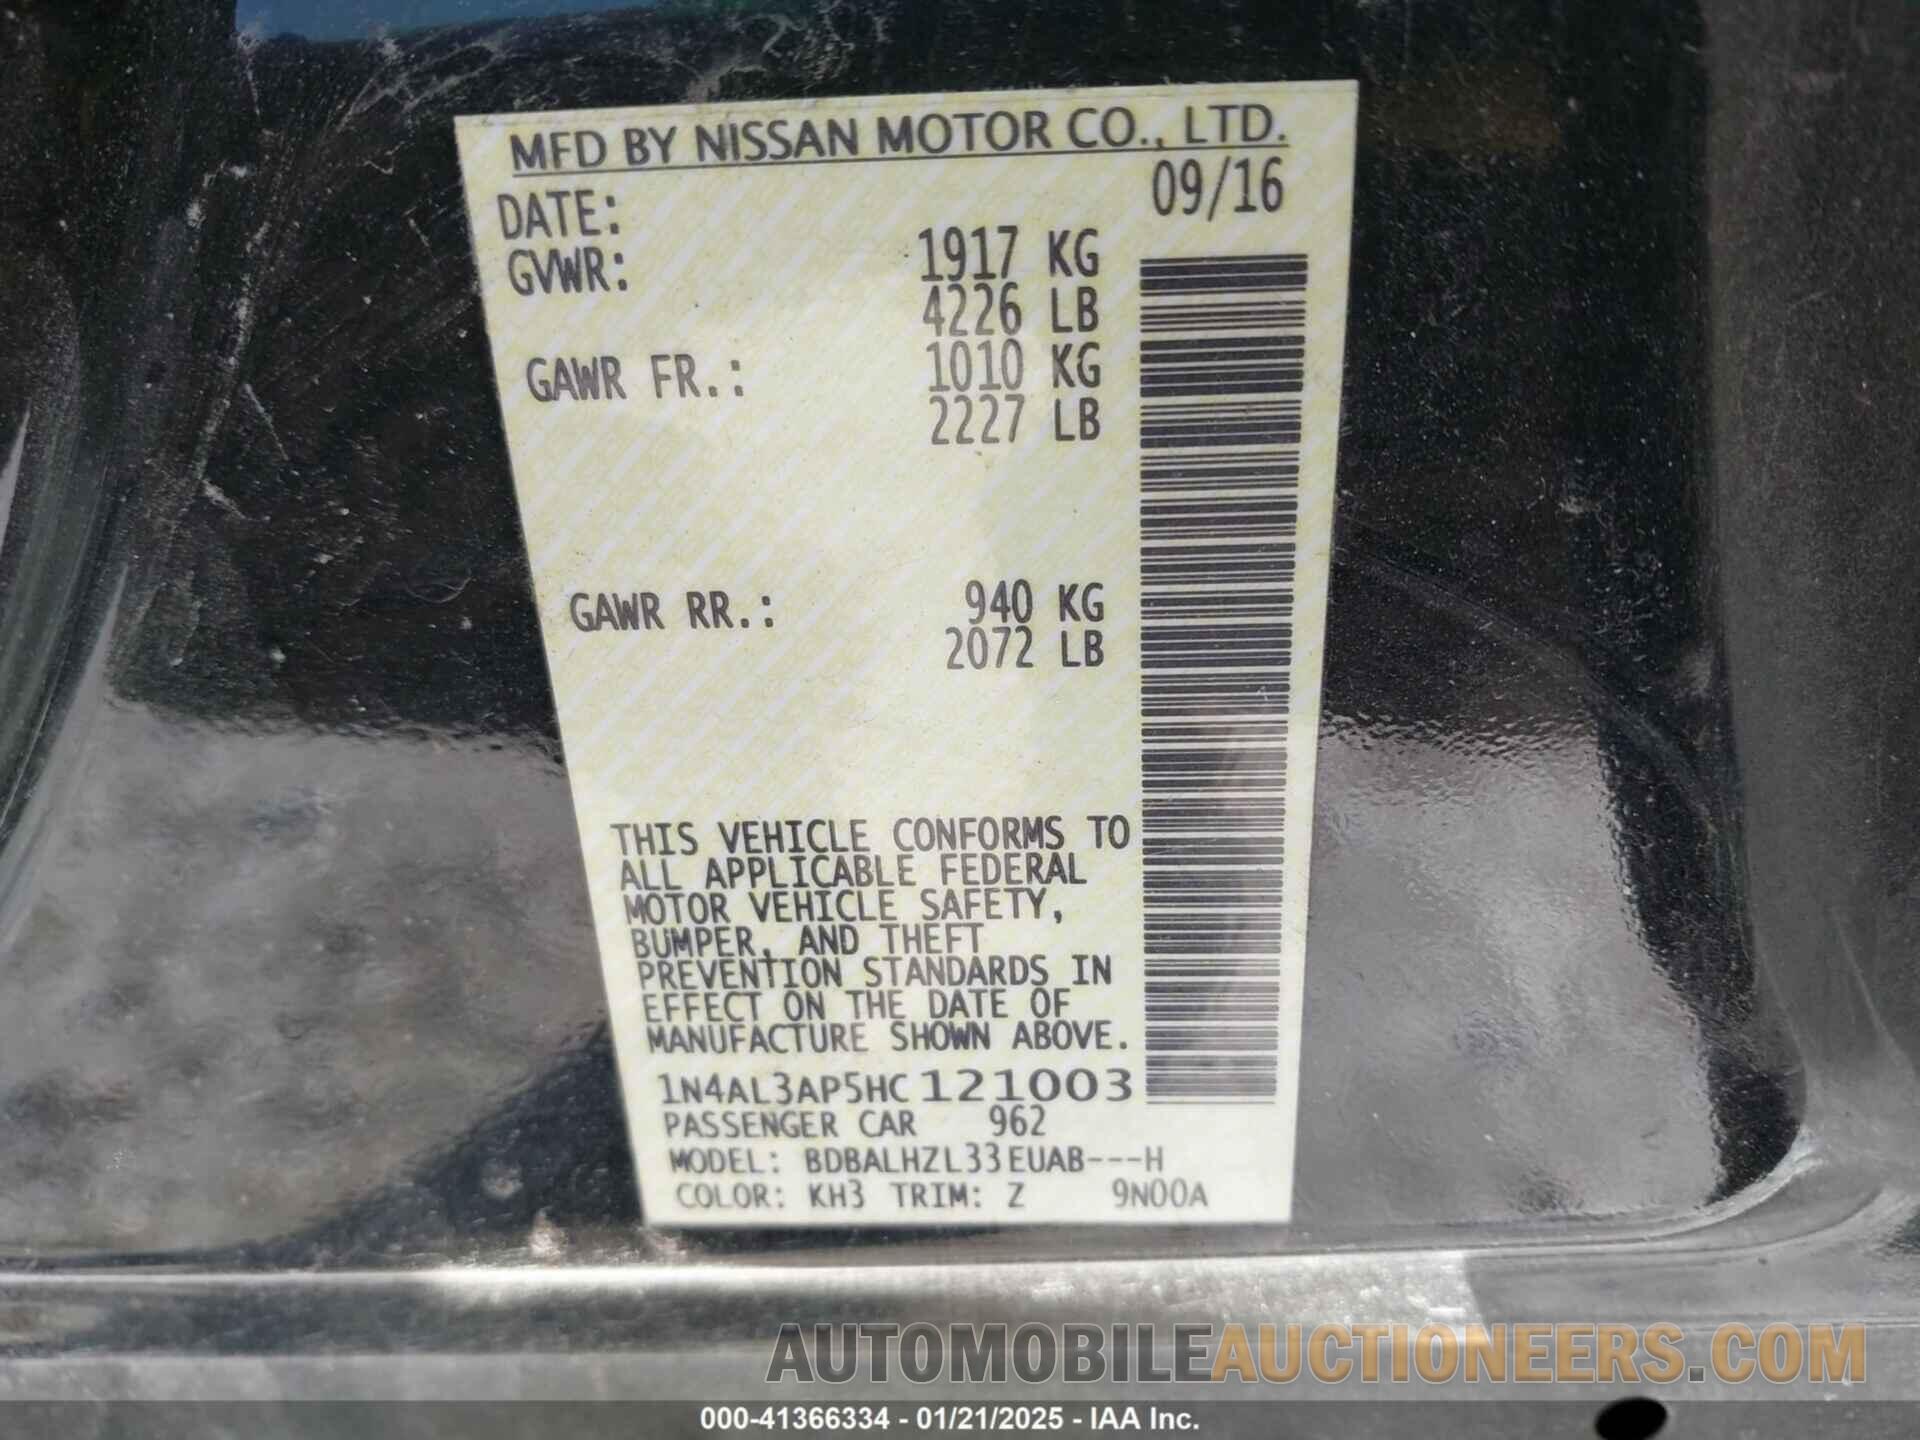 MFD BY NISSAN MOTOR CO., LTD.
DATE: 09/16
GVWR: 1917 KG
4226 LB
GAWR FR.: 1010 KG
2227 LB
GAWR RR.: 940 KG
2072 LB
THIS VEHICLE CONFORMS TO
ALL APPLICABLE FEDERAL
MOTOR VEHICLE SAFETY,
BUMPER, AND THEFT
PREVENTION STANDARDS IN
EFFECT ON THE DATE OF
MANUFACTURE SHOWN ABOVE.
1N4AL3AP5HC121003
PASSENGER CAR 962
MODEL: BDBALHZL33EUAB---H
COLOR: KH3 TRIM: Z 9N00A
AUTOMOBILEAUCTIONEERS.COM
000-41366334 - 01/21/2025 - IAA Inc.